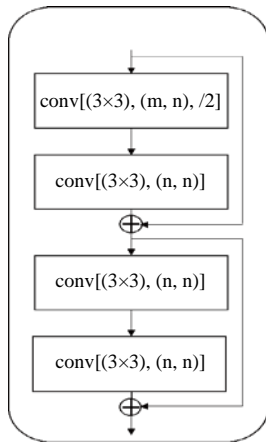 conv[(3×3), (m, n), /2]
conv[(3×3), (n, n)]
conv[(3×3), (n, n)]
conv[(3×3), (n, n)]